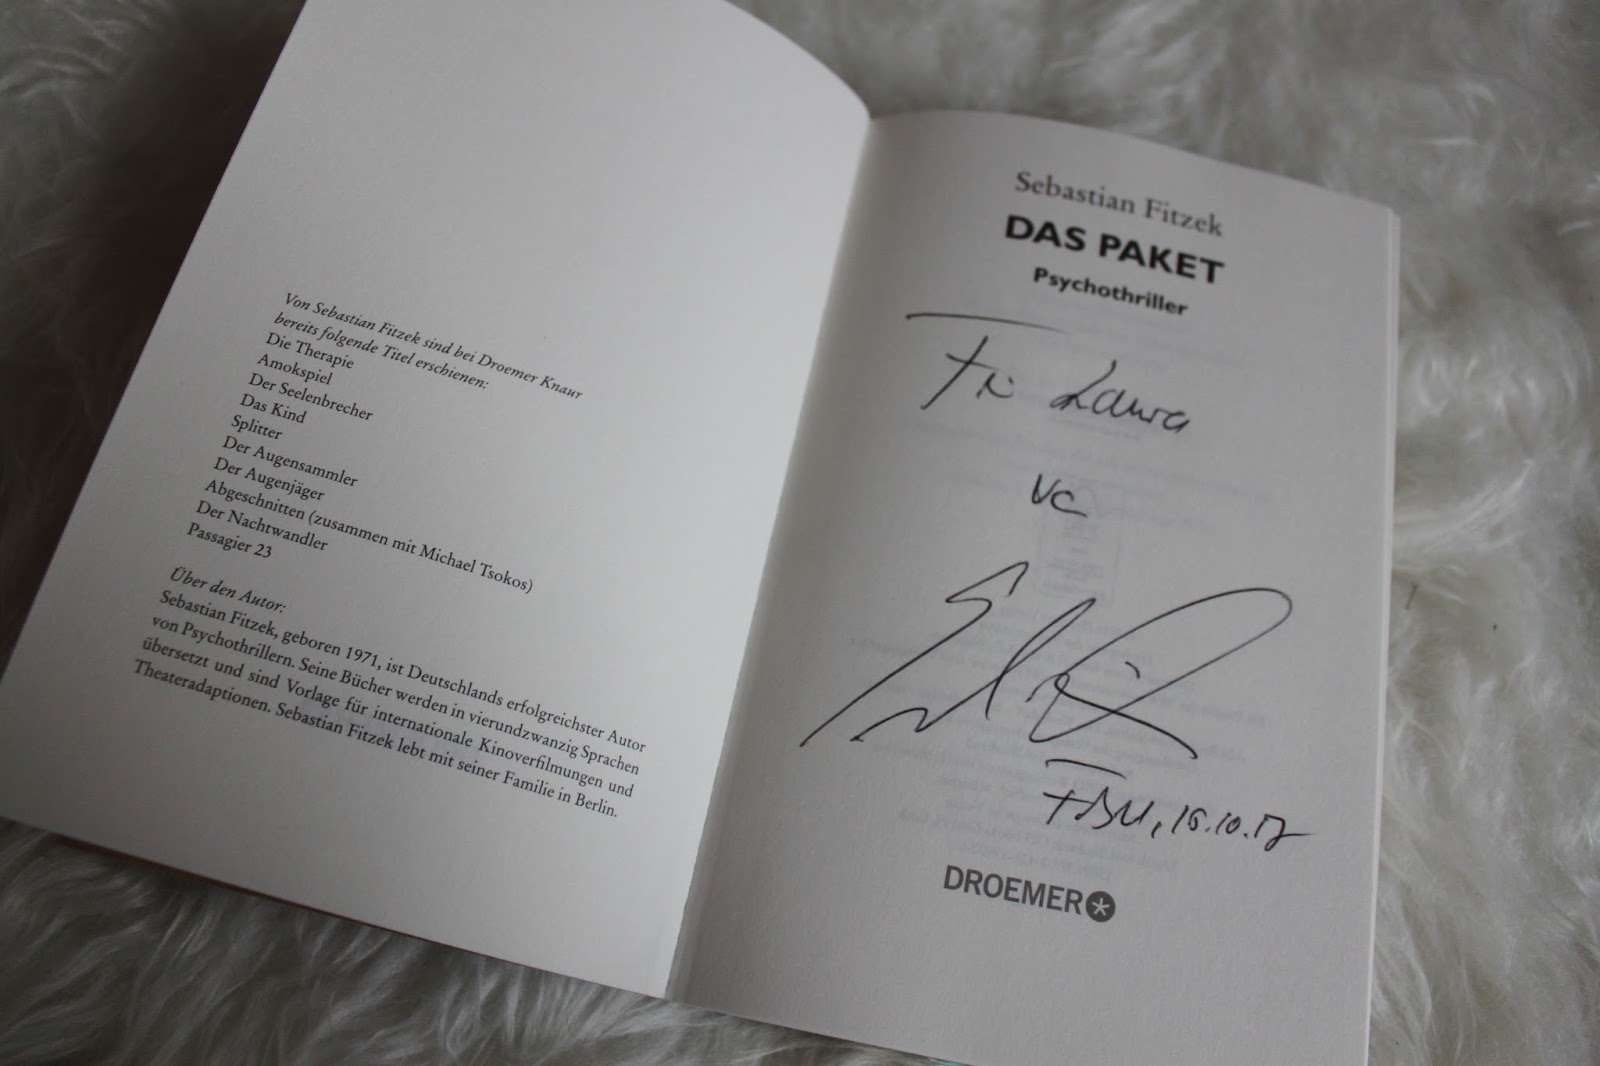 Von Sebastian Fitzek sind bei Droemer Knaur
bereits folgende Titel erschienen:
Die Therapie
Amokspiel
Der Seelenbrecher
Das Kind
Splitter
Der Augensammler
Der Augenjäger
Abgeschnitten (zusammen mit Michael Tsokos)
Der Nachtwandler
Passagier 23
Über den Autor:
Sebastian Fitzek, geboren 1971, ist Deutschlands erfolgreichster Autor
von Psychothrillern. Seine Bücher werden in vierundzwanzig Sprachen
übersetzt und sind Vorlage für internationale Kinoverfilmungen und
Theateradaptionen. Sebastian Fitzek lebt mit seiner Familie in Berlin.
Sebastian Fitzek
DAS PAKET
Psychothriller
Für Laura
FBM, 15.10.17
DROEMER